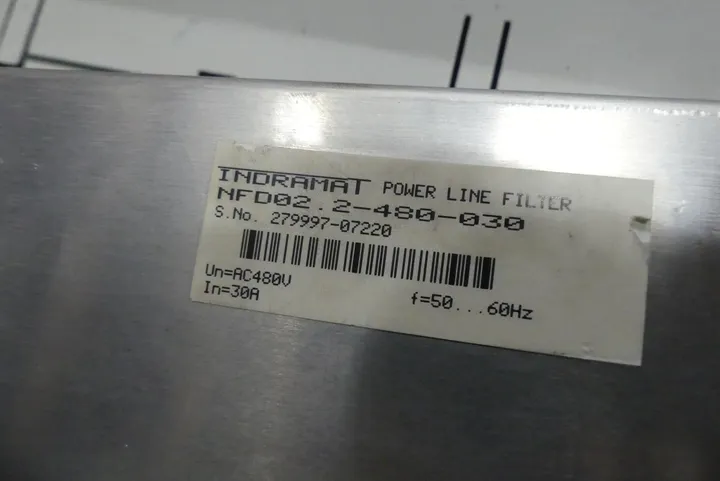 INDRAMAT POWER LINE FILTER
NFD02.2-480-030
S.No. 279997-07220
Un=AC480V
In=30A f=50...60Hz